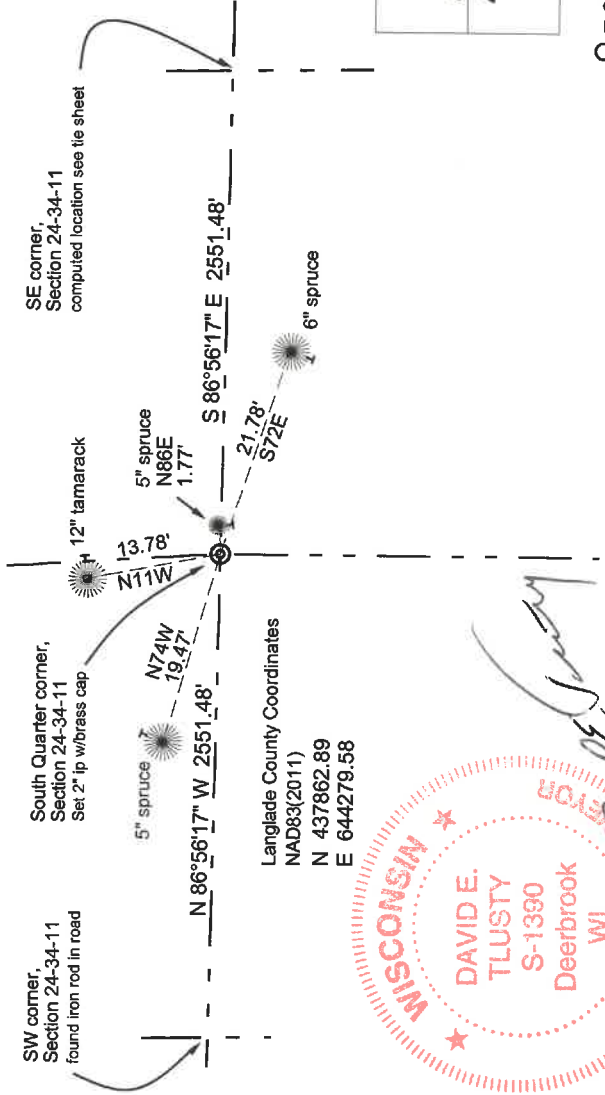 SW corner,
Section 24-34-11
found iron rod in road
South Quarter corner,
Section 24-34-11
Set 2" ip w/brass cap
SE corner,
Section 24-34-11
computed location see tie sheet
12" tamarack
13.78'
N11W
5" spruce
N86E
1.77'
5" spruce
N74W
19.47'
21.78'
S72E
6" spruce
N 86°56'17" W 2551.48'
S 86°56'17" E 2551.48'
Langlade County Coordinates
NAD83(2011)
N 437862.89
E 644279.58
WISCONSIN
DAVID E.
TLUSTY
S-1390
Deerbrook
WI